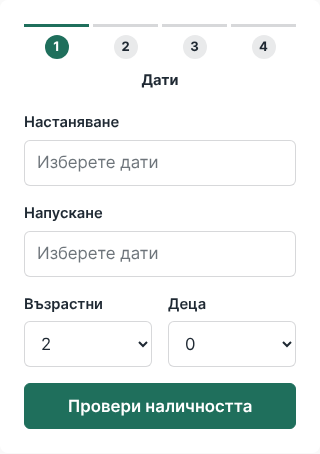 1 2 3 4
Дати
Настаняване
Изберете дати
Напускане
Изберете дати
Възрастни Деца
2 0
Провери наличността